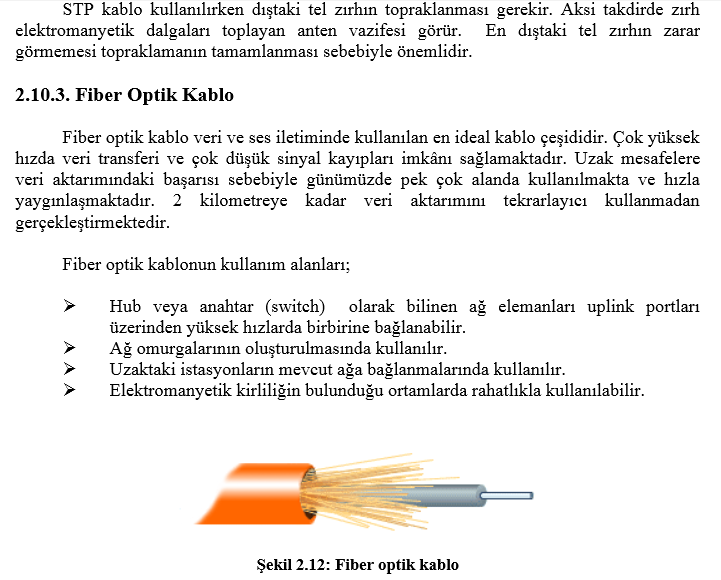 STP kablo kullanılırken dıştaki tel zırhın topraklanması gerekir. Aksi takdirde zırh
elektromanyetik dalgaları toplayan anten vazifesi görür. En dıştaki tel zırhın zarar
görmemesi topraklamanın tamamlanması sebebiyle önemlidir.
2.10.3. Fiber Optik Kablo
Fiber optik kablo veri ve ses iletiminde kullanılan en ideal kablo çeşididir. Çok yüksek
hızda veri transferi ve çok düşük sinyal kayıpları imkânı sağlamaktadır. Uzak mesafelere
veri aktarımındaki başarısı sebebiyle günümüzde pek çok alanda kullanılmakta ve hızla
yaygınlaşmaktadır. 2 kilometreye kadar veri aktarımını tekrarlayıcı kullanmadan
gerçekleştirmektedir.
Fiber optik kablonun kullanım alanları;
➢ Hub veya anahtar (switch) olarak bilinen ağ elemanları uplink portları
üzerinden yüksek hızlarda birbirine bağlanabilir.
➢ Ağ omurgalarının oluşturulmasında kullanılır.
➢ Uzaktaki istasyonların mevcut ağa bağlanmalarında kullanılır.
➢ Elektromanyetik kirliliğin bulunduğu ortamlarda rahatlıkla kullanılabilir.
Şekil 2.12: Fiber optik kablo